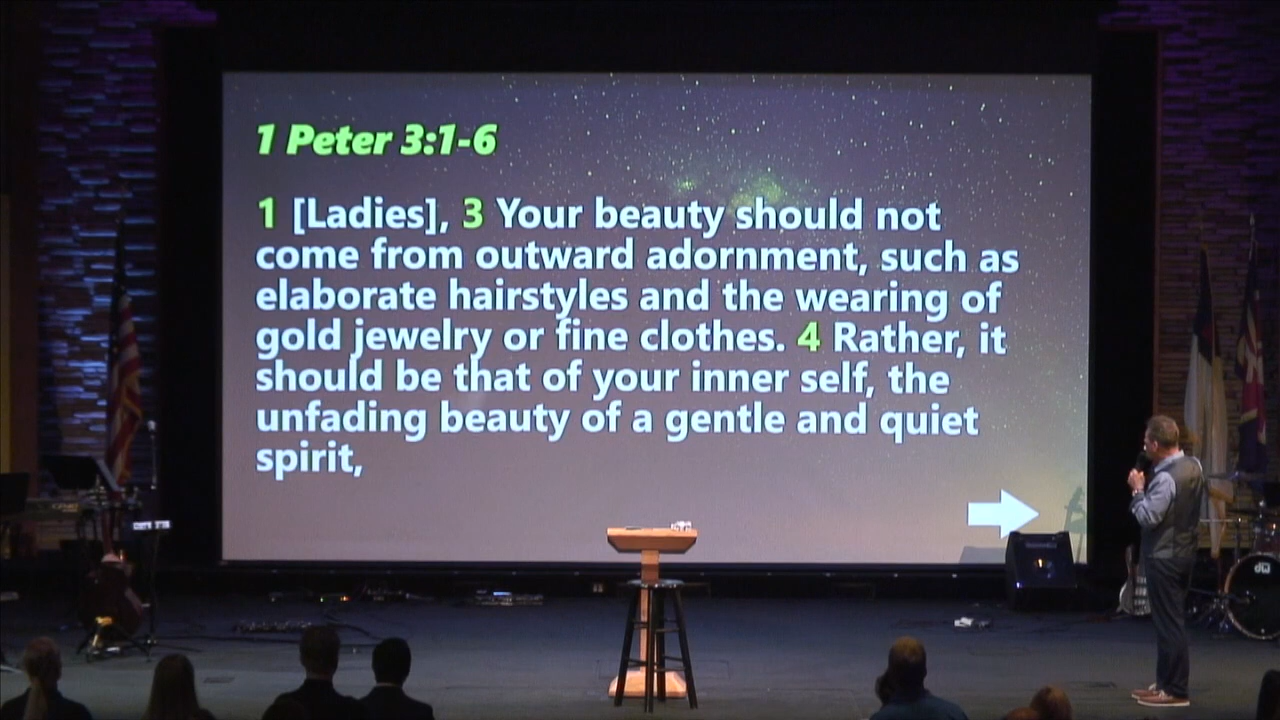 1 Peter 3:1-6
1 [Ladies], 3 Your beauty should not
come from outward adornment, such as
elaborate hairstyles and the wearing of
gold jewelry or fine clothes. 4 Rather, it
should be that of your inner self, the
unfading beauty of a gentle and quiet
spirit,
dw